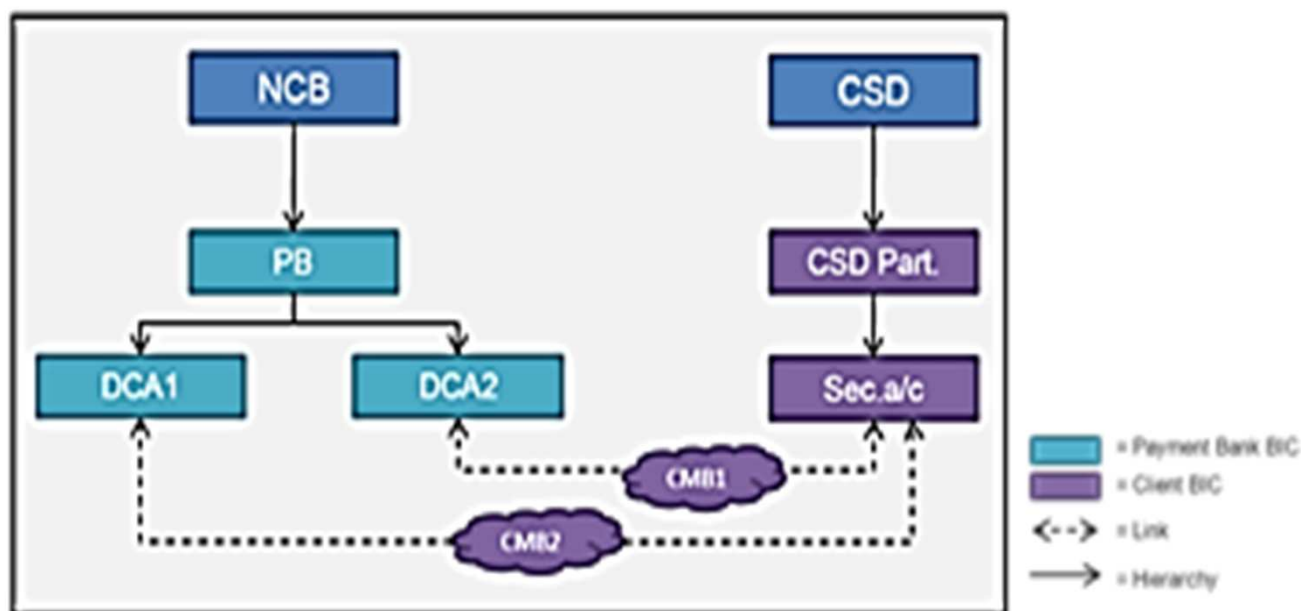 NCB
CSD
PB
CSD Part.
DCA1
DCA2
Sec.a/c
CMB1
CMB2
= Payment Bank BIC
= Client BIC
= Link
= Hierarchy